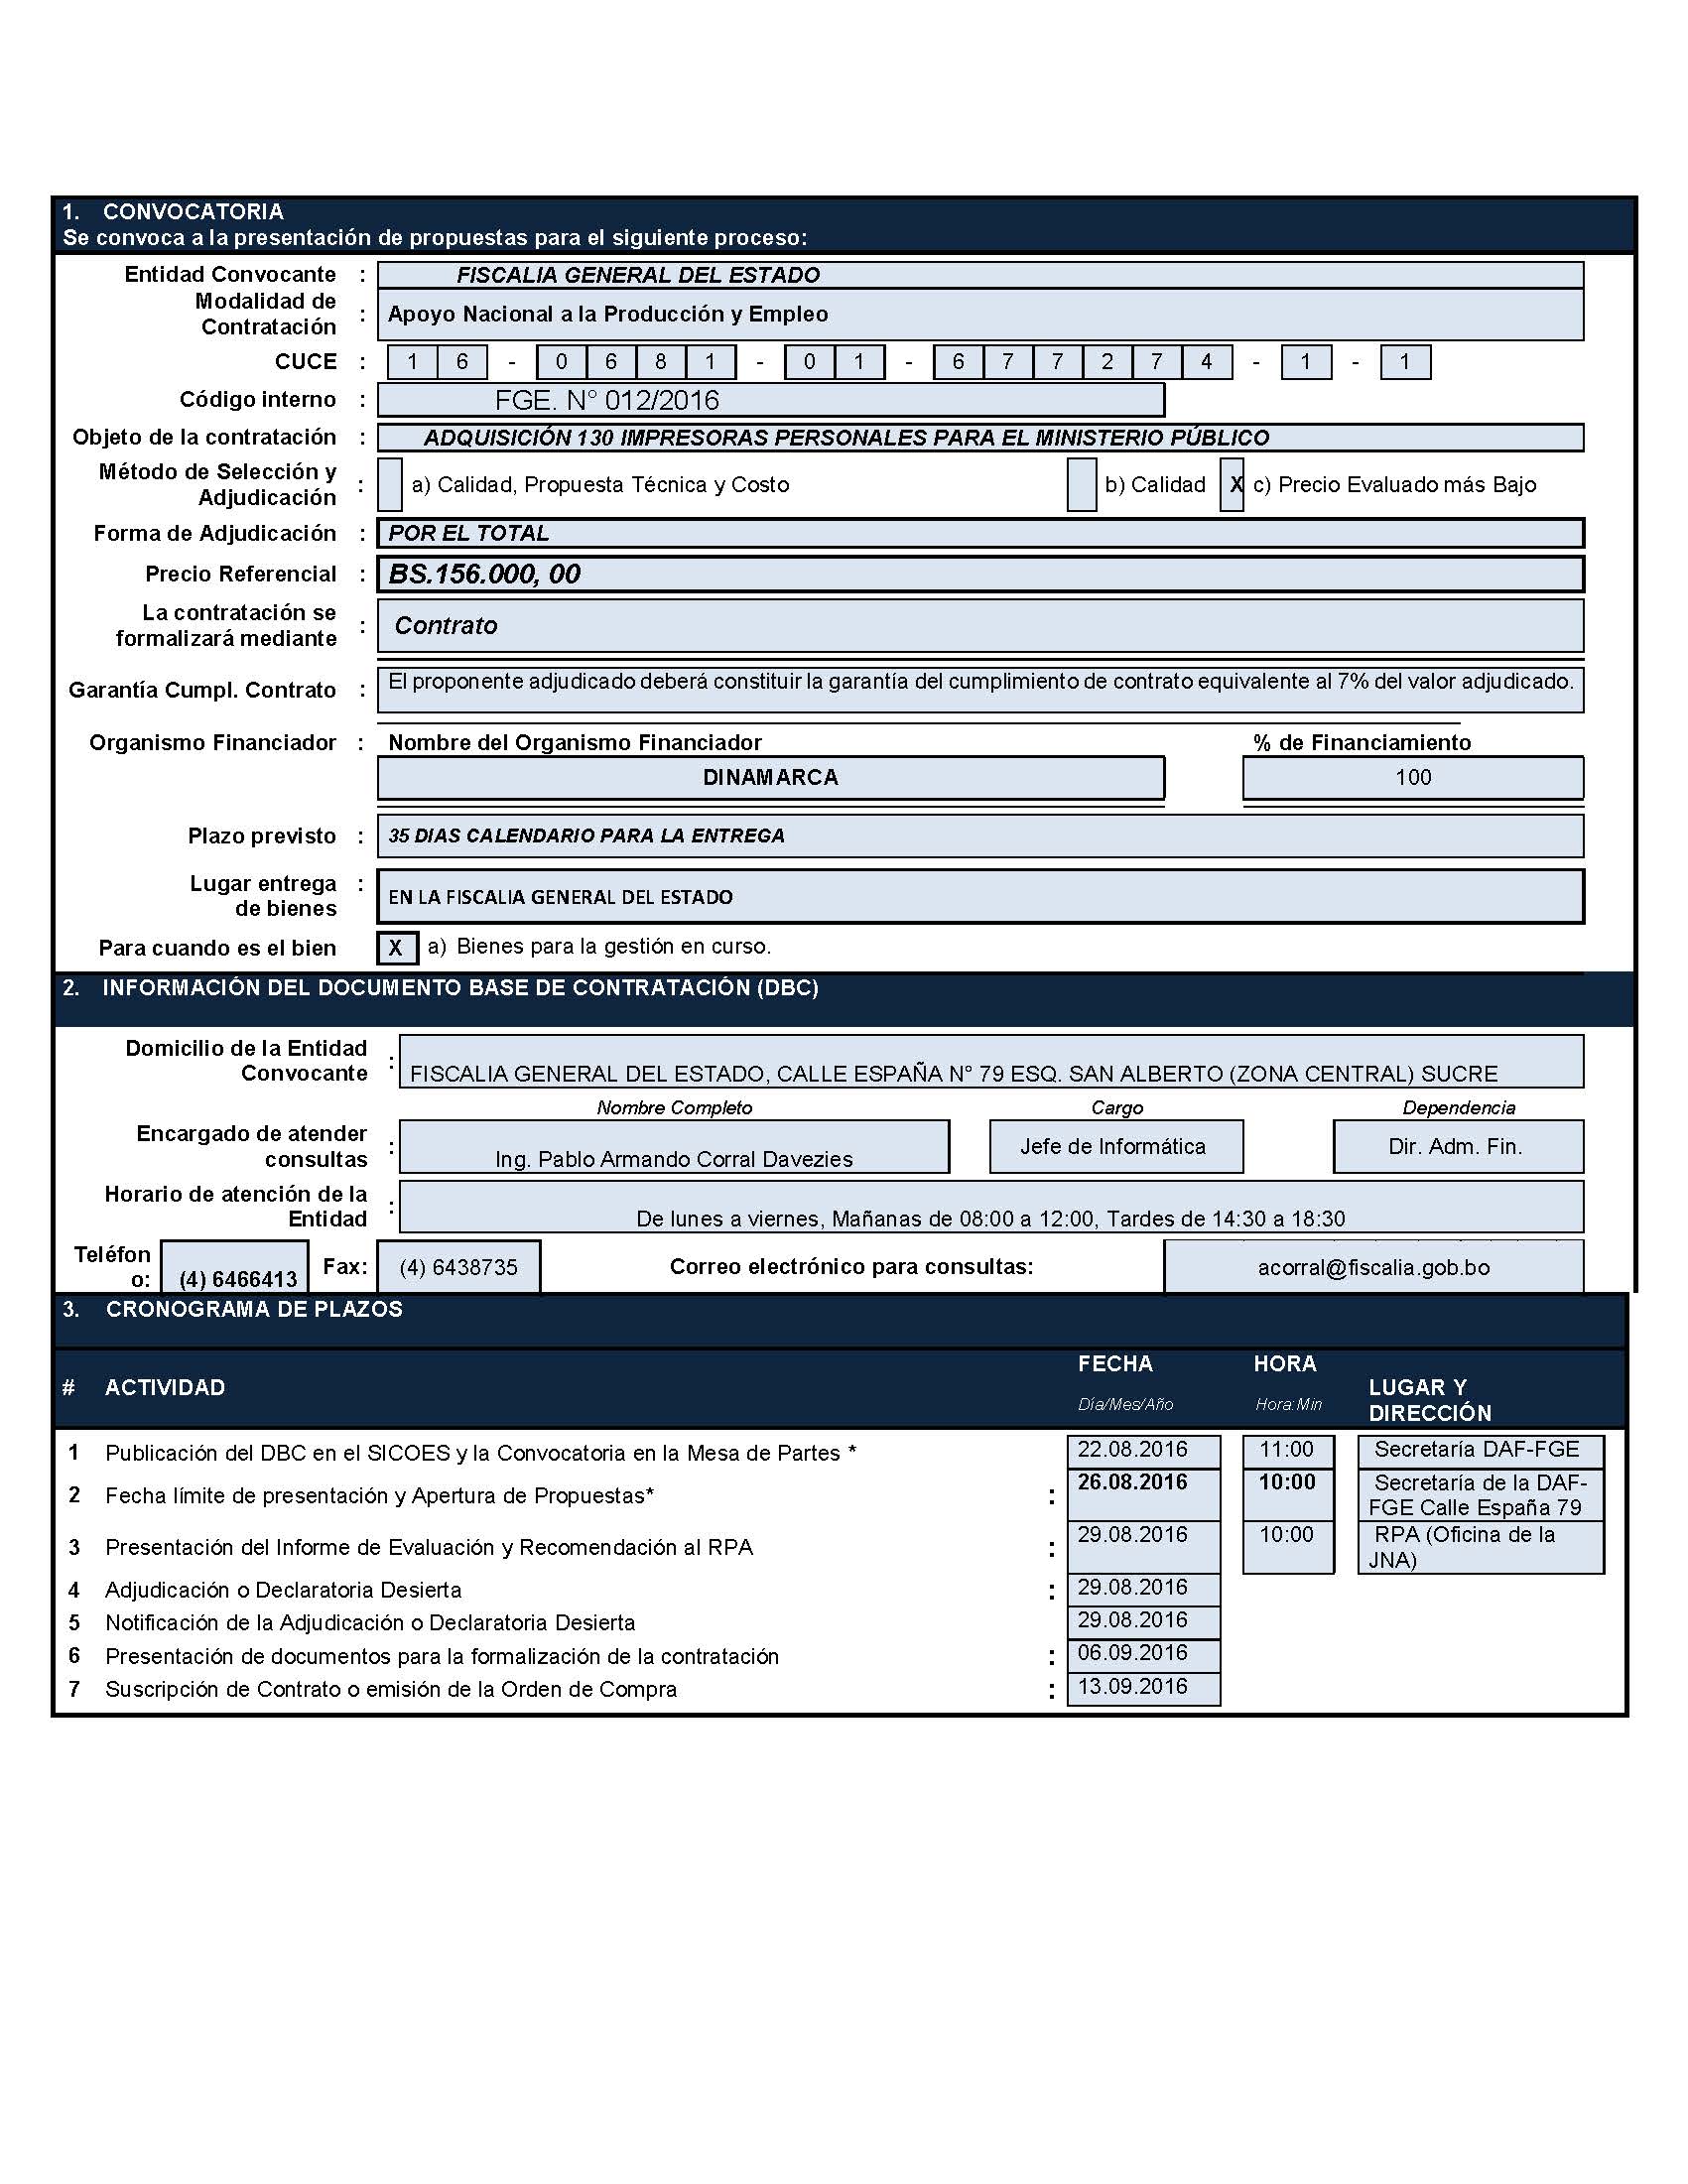 1. CONVOCATORIA
Se convoca a la presentación de propuestas para el siguiente proceso:
Entidad Convocante : FISCALIA GENERAL DEL ESTADO
Modalidad de
Contratación : Apoyo Nacional a la Producción y Empleo
CUCE : 1 6 - 0 6 8 1 - 0 1 - 6 7 7 2 7 4 - 1 - 1
Código interno : FGE. N° 012/2016
Objeto de la contratación : ADQUISICIÓN 130 IMPRESORAS PERSONALES PARA EL MINISTERIO PÚBLICO
Método de Selección y
Adjudicación : a) Calidad, Propuesta Técnica y Costo b) Calidad X c) Precio Evaluado más Bajo
Forma de Adjudicación : POR EL TOTAL
Precio Referencial : BS.156.000, 00
La contratación se
formalizará mediante : Contrato
Garantía Cumpl. Contrato : El proponente adjudicado deberá constituir la garantía del cumplimiento de contrato equivalente al 7% del valor adjudicado.
Organismo Financiador : Nombre del Organismo Financiador % de Financiamiento
DINAMARCA 100
Plazo previsto : 35 DIAS CALENDARIO PARA LA ENTREGA
Lugar entrega :
de bienes EN LA FISCALIA GENERAL DEL ESTADO
Para cuando es el bien X a) Bienes para la gestión en curso.
2. INFORMACIÓN DEL DOCUMENTO BASE DE CONTRATACIÓN (DBC)
Domicilio de la Entidad
Convocante : FISCALIA GENERAL DEL ESTADO, CALLE ESPAÑA N° 79 ESQ. SAN ALBERTO (ZONA CENTRAL) SUCRE
Nombre Completo Cargo Dependencia
Encargado de atender
consultas : Ing. Pablo Armando Corral Davezies Jefe de Informática Dir. Adm. Fin.
Horario de atención de la
Entidad : De lunes a viernes, Mañanas de 08:00 a 12:00, Tardes de 14:30 a 18:30
Teléfon
o: (4) 6466413 Fax: (4) 6438735 Correo electrónico para consultas: acorral@fiscalia.gob.bo
3. CRONOGRAMA DE PLAZOS
# ACTIVIDAD FECHA HORA LUGAR Y
Día/Mes/Año Hora:Min DIRECCIÓN
1 Publicación del DBC en el SICOES y la Convocatoria en la Mesa de Partes * 22.08.2016 11:00 Secretaría DAF-FGE
2 Fecha límite de presentación y Apertura de Propuestas* : 26.08.2016 10:00 Secretaría de la DAF-
FGE Calle España 79
3 Presentación del Informe de Evaluación y Recomendación al RPA : 29.08.2016 10:00 RPA (Oficina de la
JNA)
4 Adjudicación o Declaratoria Desierta : 29.08.2016
5 Notificación de la Adjudicación o Declaratoria Desierta 29.08.2016
6 Presentación de documentos para la formalización de la contratación : 06.09.2016
7 Suscripción de Contrato o emisión de la Orden de Compra : 13.09.2016